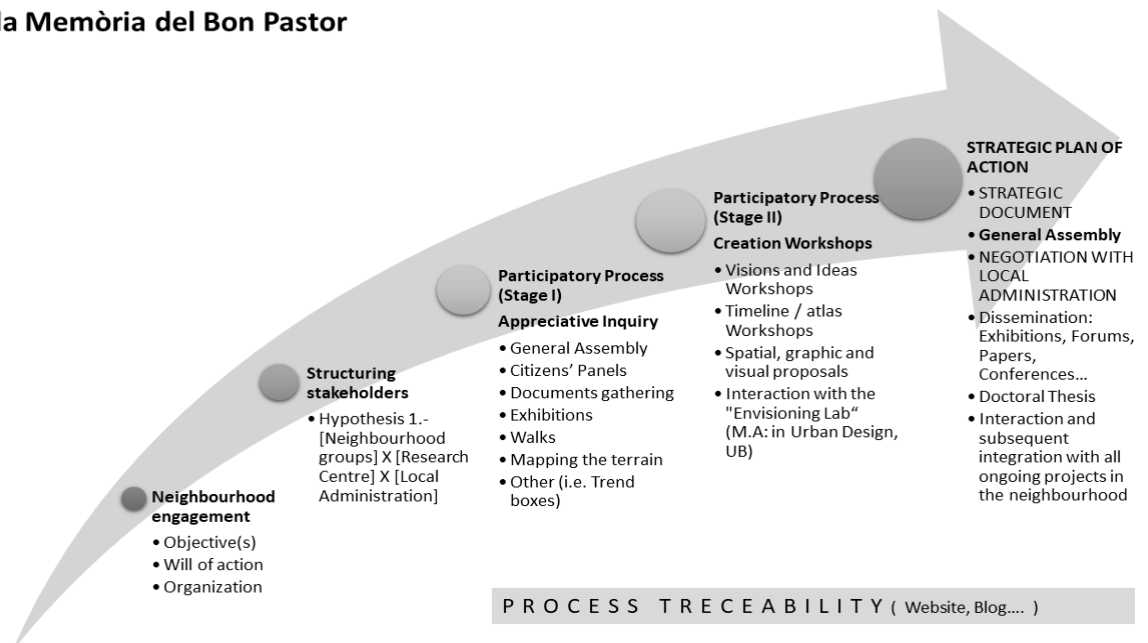 la Memòria del Bon Pastor
Neighbourhood
engagement
• Objective(s)
• Will of action
• Organization
Structuring
stakeholders
• Hypothesis 1.-
[Neighbourhood
groups] X [Research
Centre] X [Local
Administration]
Participatory Process
(Stage I)
Appreciative Inquiry
• General Assembly
• Citizens’ Panels
• Documents gathering
• Exhibitions
• Walks
• Mapping the terrain
• Other (i.e. Trend
boxes)
Participatory Process
(Stage II)
Creation Workshops
• Visions and Ideas
Workshops
• Timeline / atlas
Workshops
• Spatial, graphic and
visual proposals
• Interaction with the
"Envisioning Lab“
(M.A: in Urban Design,
UB)
STRATEGIC PLAN OF
ACTION
• STRATEGIC
DOCUMENT
• General Assembly
• NEGOTIATION WITH
LOCAL
ADMINISTRATION
• Dissemination:
Exhibitions, Forums,
Papers,
Conferences...
• Doctoral Thesis
• Interaction and
subsequent
integration with all
ongoing projects in
the neighbourhood
PROCESS TRECEABILITY ( Website, Blog.... )